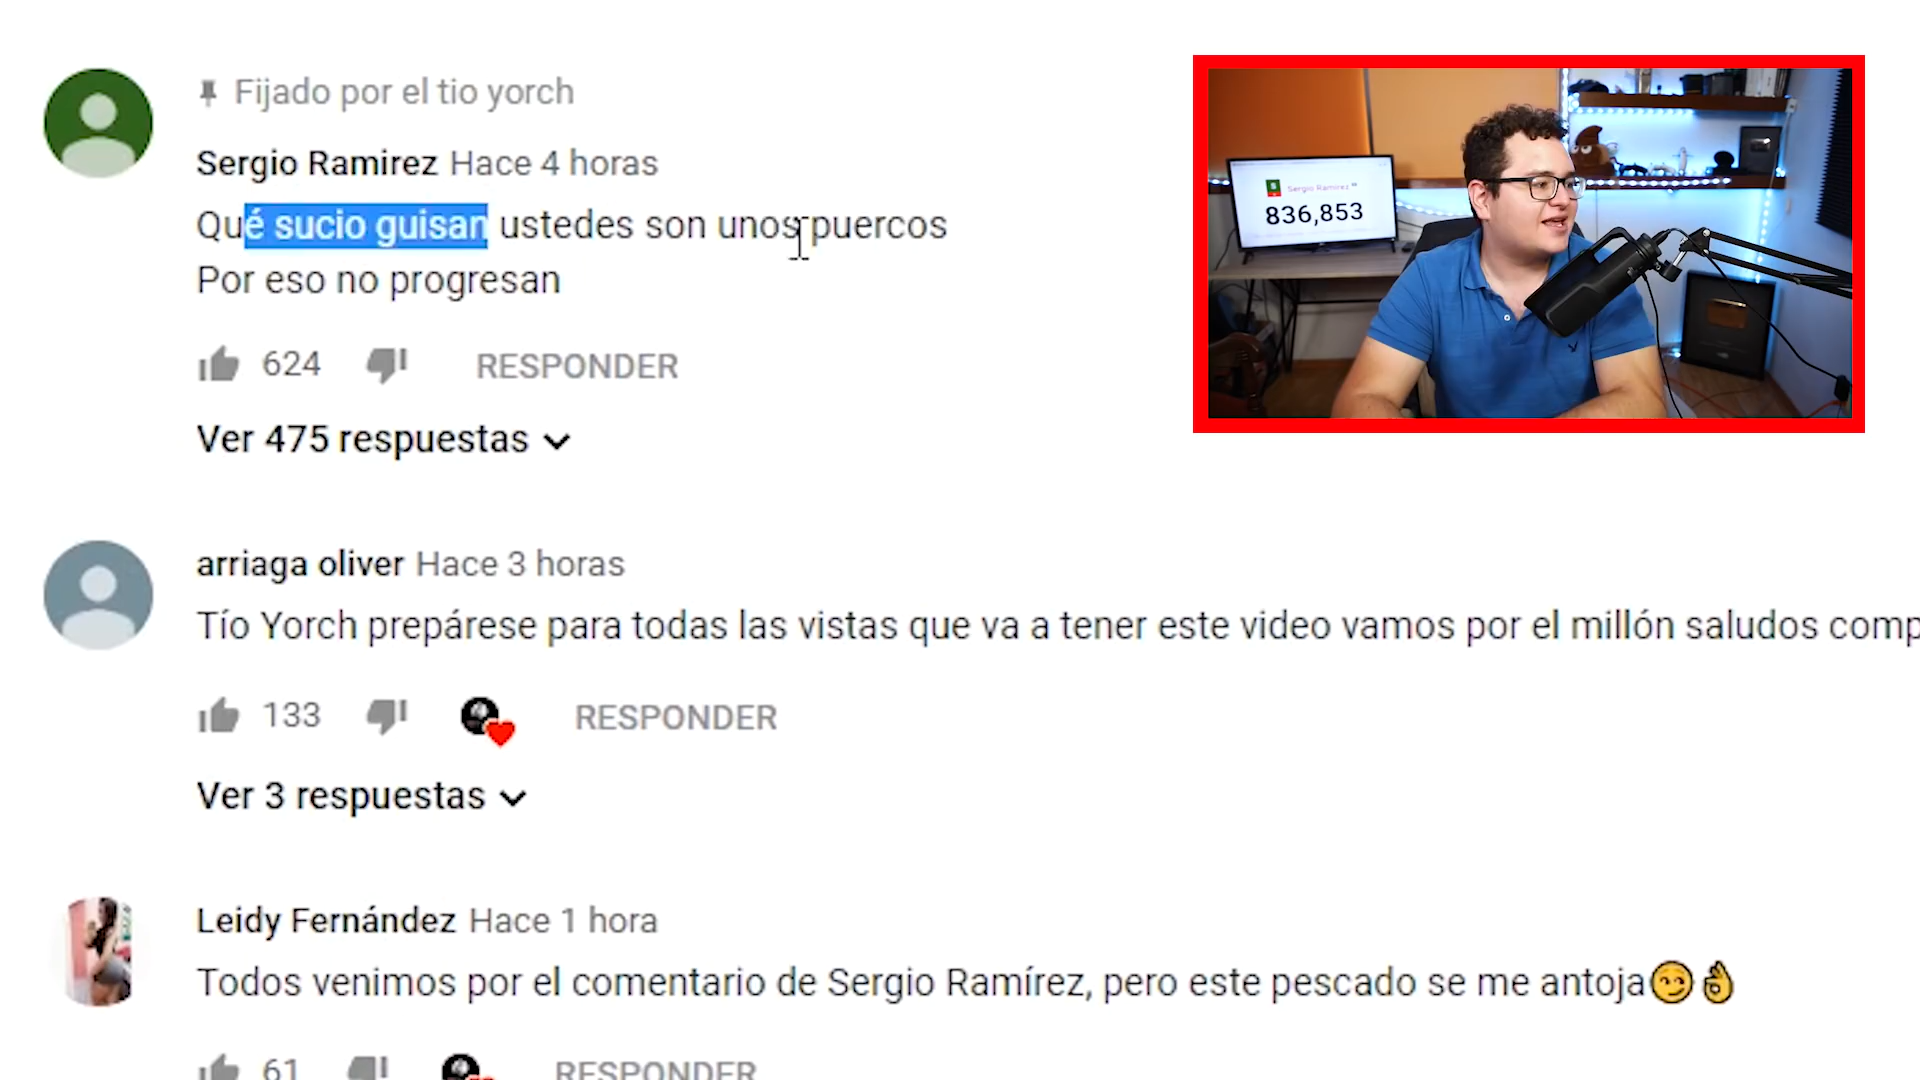 Fijado por el tio yorch
Sergio Ramirez Hace 4 horas
Qué sucio guisan ustedes son unos puercos
Por eso no progresan
624 RESPONDER
Ver 475 respuestas
Sergio Ramirez
836,853
arriaga oliver Hace 3 horas
Tío Yorch prepárese para todas las vistas que va a tener este video vamos por el millón saludos comp
133 RESPONDER
Ver 3 respuestas
Leidy Fernández Hace 1 hora
Todos venimos por el comentario de Sergio Ramírez, pero este pescado se me antoja😏👌
61 RESPONDER